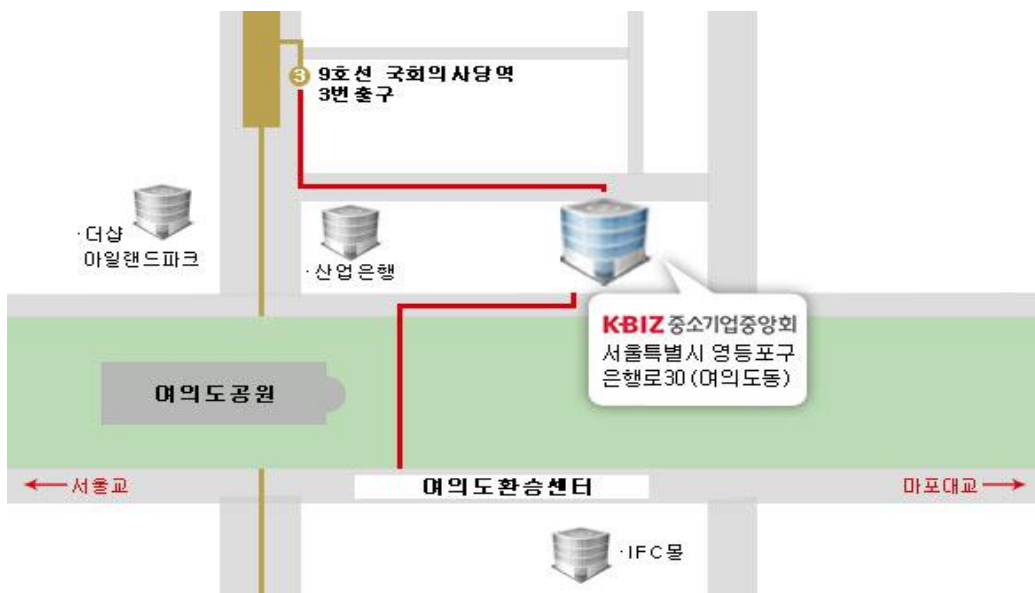 3
9호선 국회의사당역
3번 출구
·더샵
아일랜드파크
·산업은행
K-BIZ 중소기업중앙회
서울특별시 영등포구
은행로30 (여의도동)
여의도공원
← 서울교
여의도환승센터
마포대교 →
·IFC몰